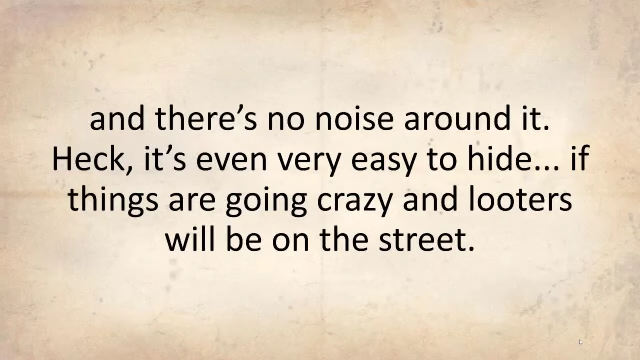 and there’s no noise around it.
Heck, it’s even very easy to hide... if
things are going crazy and looters
will be on the street.